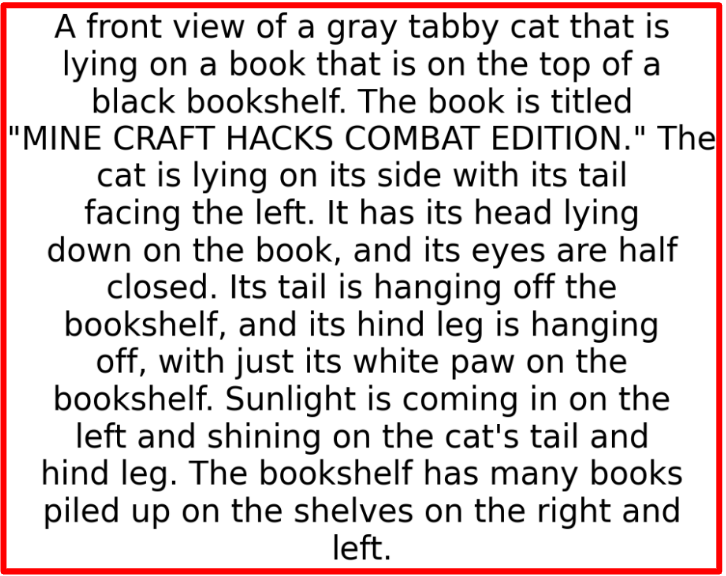 A front view of a gray tabby cat that is
lying on a book that is on the top of a
black bookshelf. The book is titled
"MINE CRAFT HACKS COMBAT EDITION." The
cat is lying on its side with its tail
facing the left. It has its head lying
down on the book, and its eyes are half
closed. Its tail is hanging off the
bookshelf, and its hind leg is hanging
off, with just its white paw on the
bookshelf. Sunlight is coming in on the
left and shining on the cat's tail and
hind leg. The bookshelf has many books
piled up on the shelves on the right and
left.